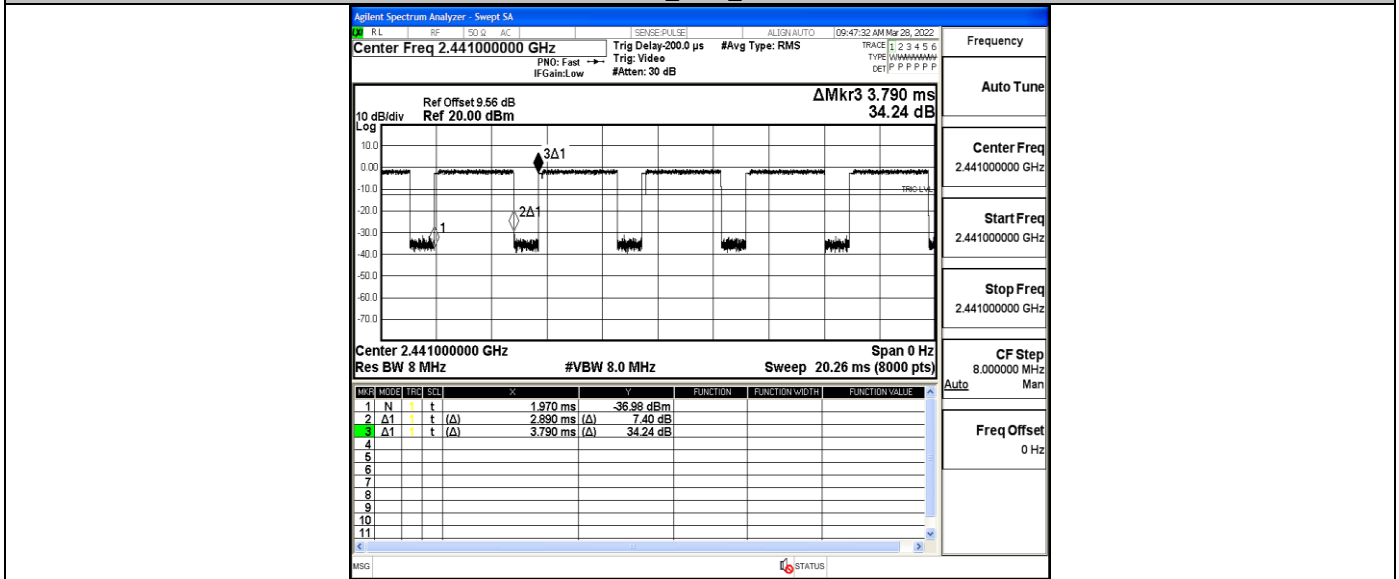 Agilent Spectrum Analyzer - Swept SA
RL RF 50 Ω AC SENSE:PULSE ALIGN AUTO 09:47:32 AM Mar 28, 2022
Center Freq 2.441000000 GHz
PNO: Fast
IFGain:Low
Trig Delay-200.0 µs
Trig: Video
#Atten: 30 dB
#Avg Type: RMS
TRACE 1 2 3 4 5 6
TYPE WWWWWW
DET P P P P P P
Ref Offset 9.56 dB
10 dB/div Ref 20.00 dBm
Log
ΔMkr3 3.790 ms
34.24 dB
10.0
0.00
-10.0
-20.0
-30.0
-40.0
-50.0
-60.0
-70.0
3Δ1
2Δ1
1
TRIG LVL
Center 2.441000000 GHz Span 0 Hz
Res BW 8 MHz #VBW 8.0 MHz Sweep 20.26 ms (8000 pts)
MKR MODE TRC SCL X Y FUNCTION FUNCTION WIDTH FUNCTION VALUE
1 N 1 t 1.970 ms -36.98 dBm
2 Δ1 1 t (Δ) 2.890 ms (Δ) 7.40 dB
3 Δ1 1 t (Δ) 3.790 ms (Δ) 34.24 dB
4
5
6
7
8
9
10
11
MSG STATUS
Frequency
Auto Tune
Center Freq
2.441000000 GHz
Start Freq
2.441000000 GHz
Stop Freq
2.441000000 GHz
CF Step
8.000000 MHz
Auto Man
Freq Offset
0 Hz